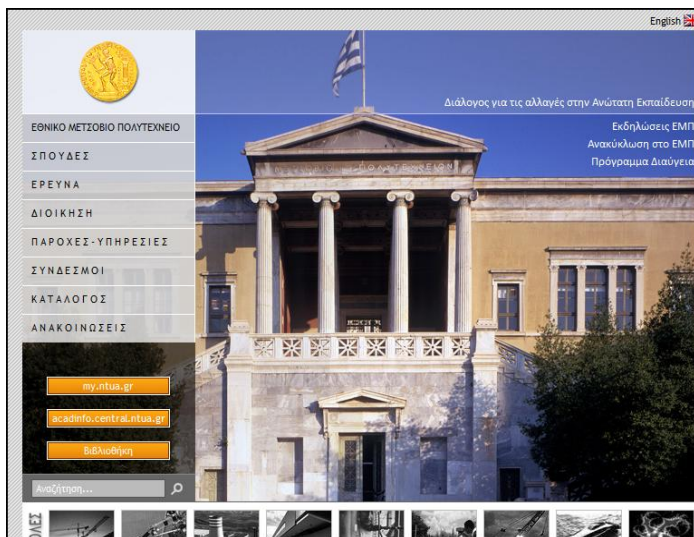 English
Διάλογος για τις αλλαγές στην Ανώτατη Εκπαίδευση
Εκδηλώσεις ΕΜΠ
Ανακύκλωση στο ΕΜΠ
Πρόγραμμα Διαύγεια
ΕΘΝΙΚΟ ΜΕΤΣΟΒΙΟ ΠΟΛΥΤΕΧΝΕΙΟ
ΣΠΟΥΔΕΣ
ΕΡΕΥΝΑ
ΔΙΟΙΚΗΣΗ
ΠΑΡΟΧΕΣ-ΥΠΗΡΕΣΙΕΣ
ΣΥΝΔΕΣΜΟΙ
ΚΑΤΑΛΟΓΟΣ
ΑΝΑΚΟΙΝΩΣΕΙΣ
my.ntua.gr
acadinfo.central.ntua.gr
Βιβλιοθήκη
Αναζήτηση...